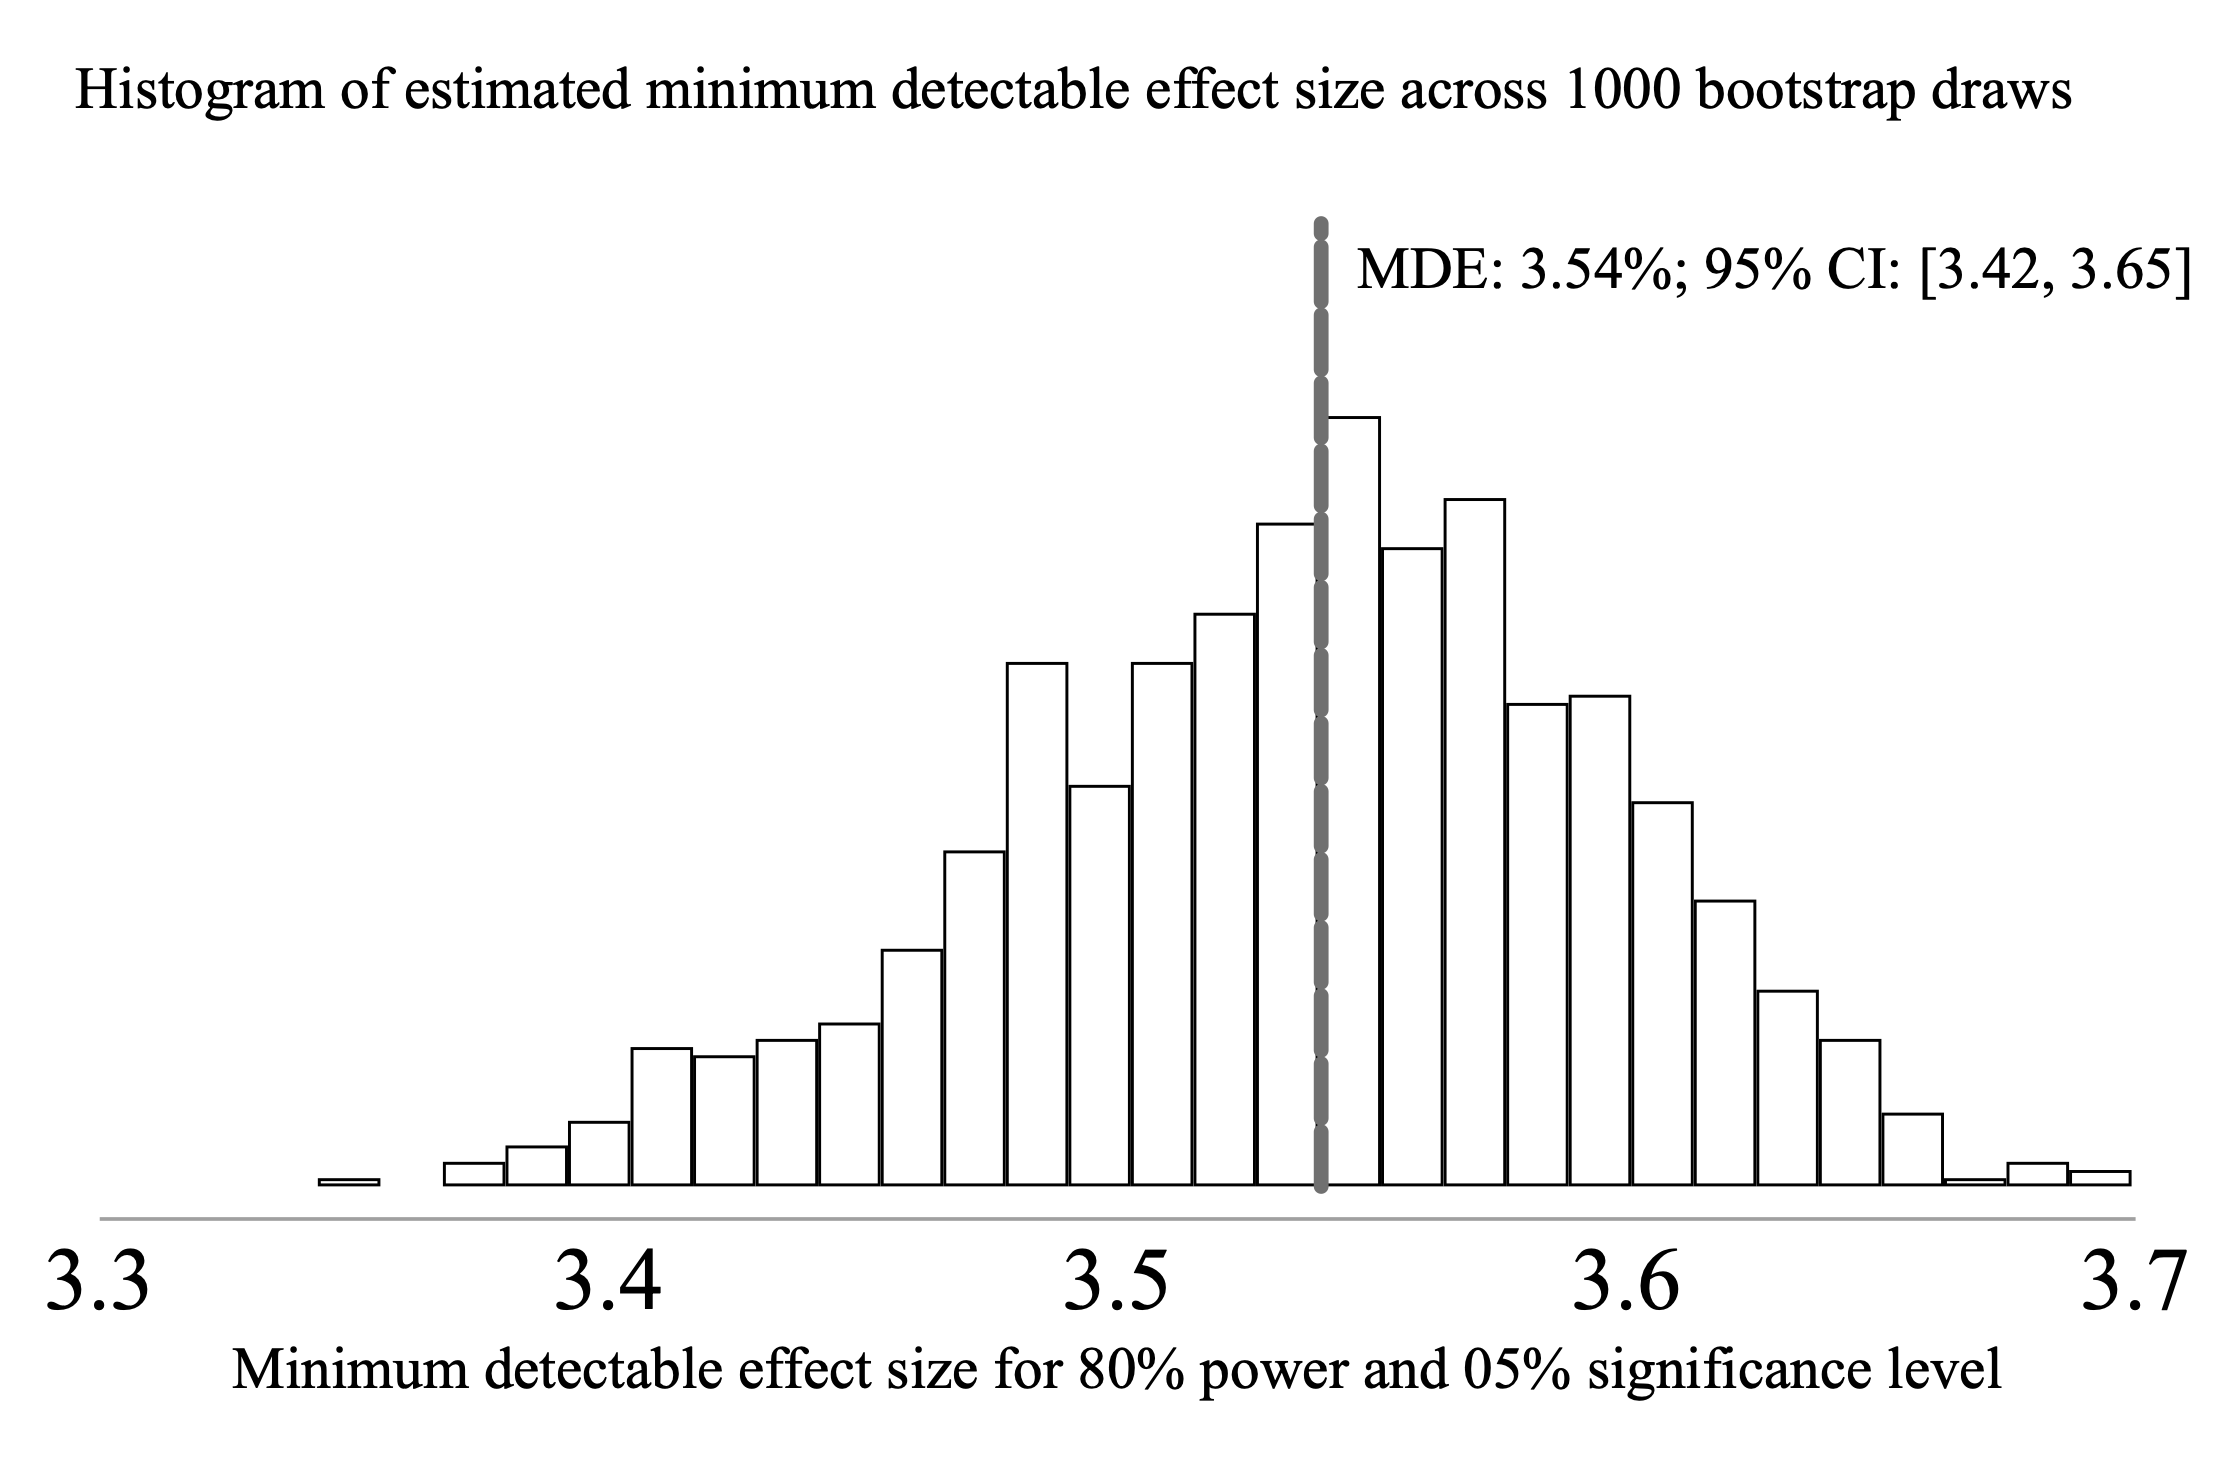 Histogram of estimated minimum detectable effect size across 1000 bootstrap draws
MDE: 3.54%; 95% CI: [3.42, 3.65]
3.3 3.4 3.5 3.6 3.7
Minimum detectable effect size for 80% power and 05% significance level